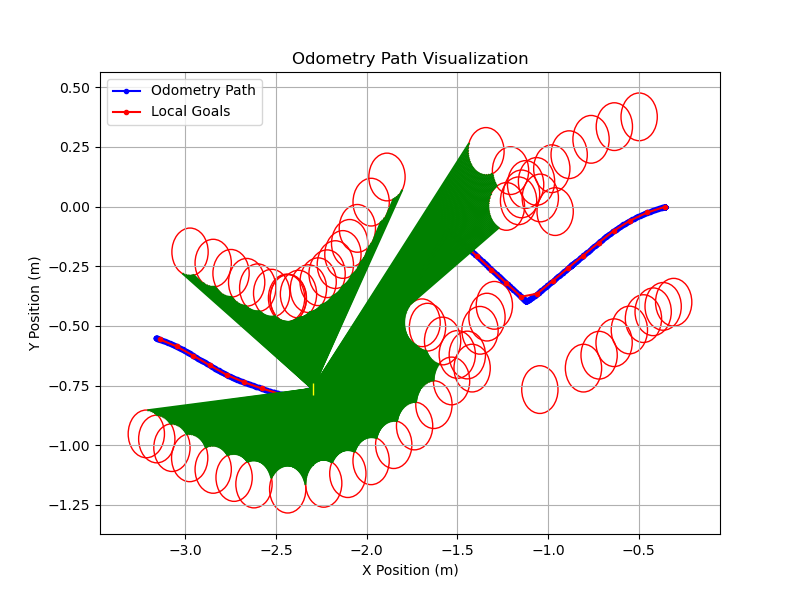 Odometry Path Visualization
Odometry Path
Local Goals
Y Position (m)
0.50
0.25
0.00
−0.25
−0.50
−0.75
−1.00
−1.25
−3.0
−2.5
−2.0
−1.5
−1.0
−0.5
X Position (m)